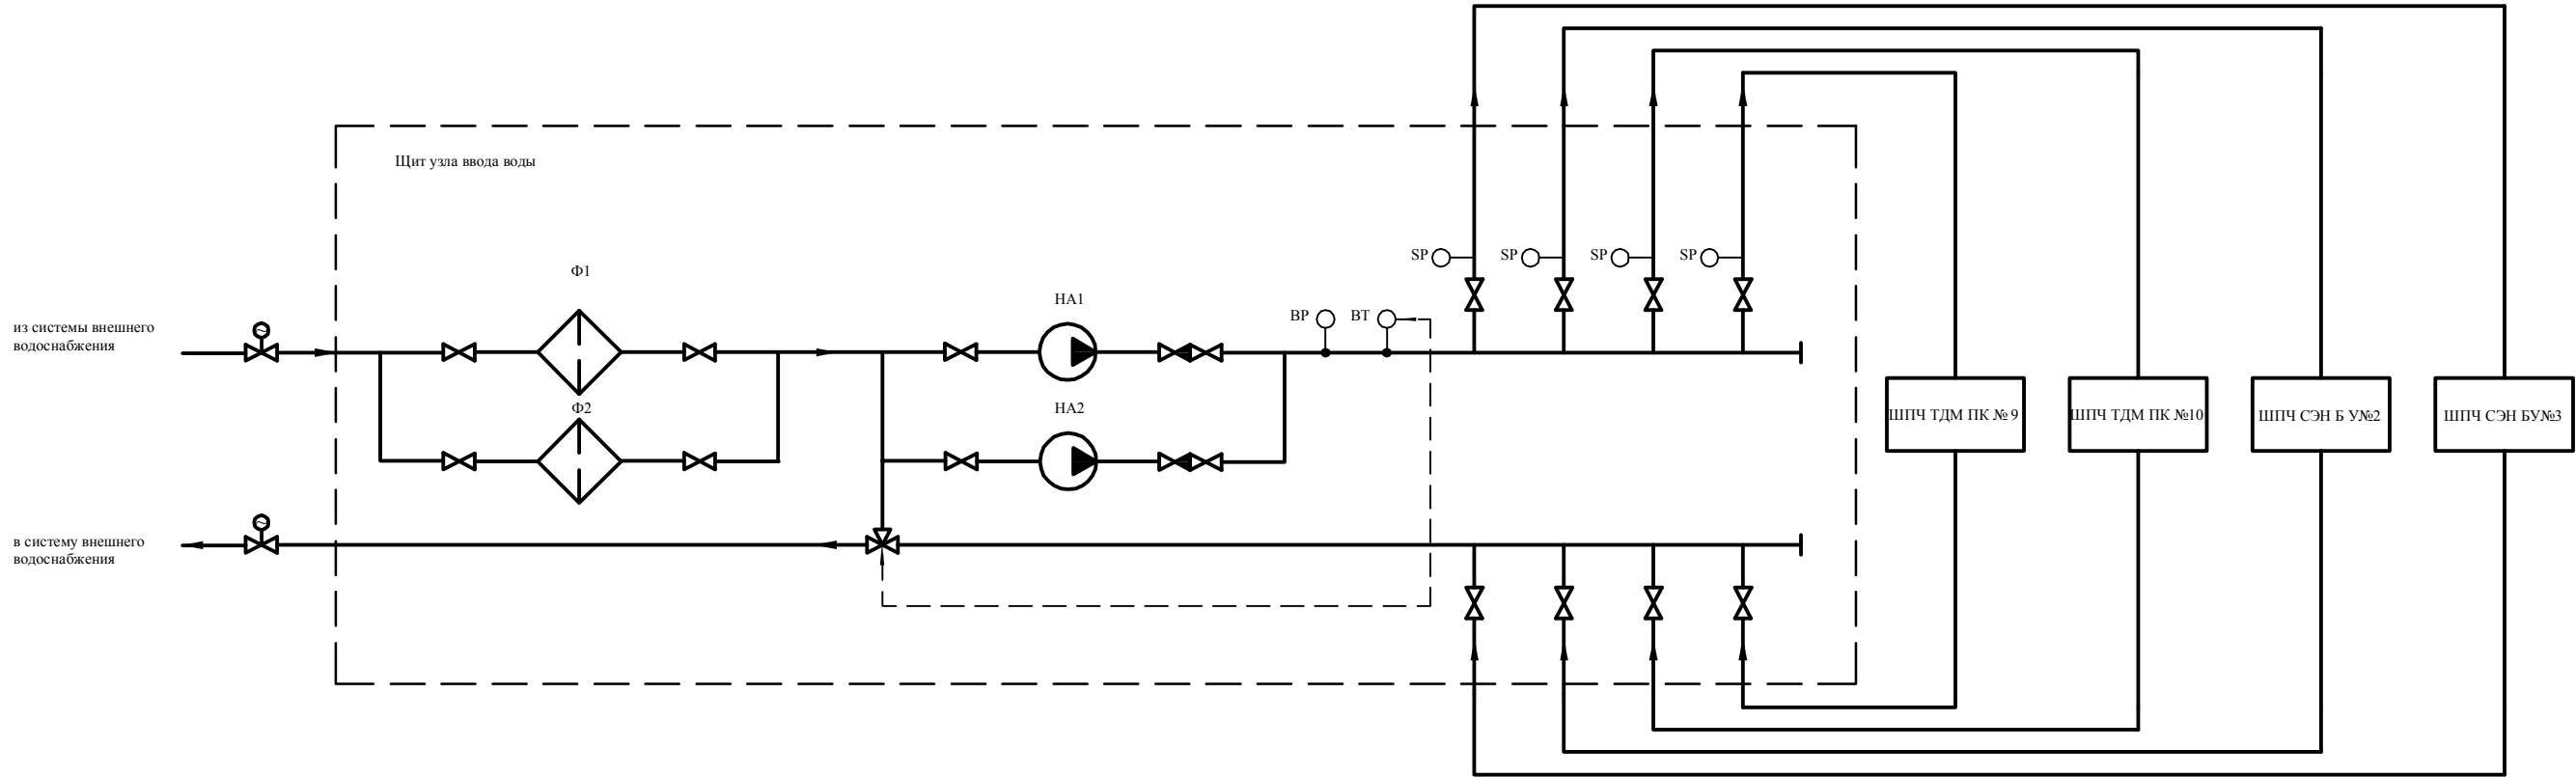 Щит узла ввода воды
SP
SP
SP
SP
Ф1
НА1
ВР
ВТ
из системы внешнего
водоснабжения
Ф2
НА2
ШПЧ ТДМ ПК № 9
ШПЧ ТДМ ПК №10
ШПЧ СЭН Б У№2
ШПЧ СЭН БУ№3
в систему внешнего
водоснабжения